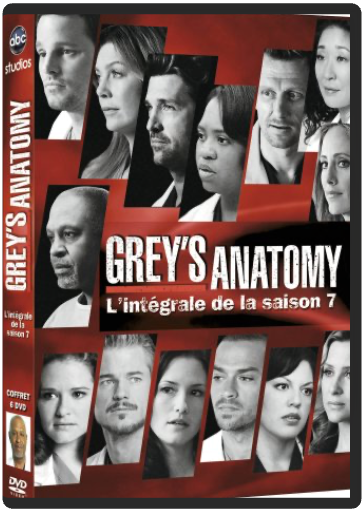 abc
studios
GREY'S ANATOMY
L'intégrale
de la
saison 7
COFFRET
6 DVD
DVD
VIDEO
GREY'S ANATOMY
L'intégrale de la saison 7